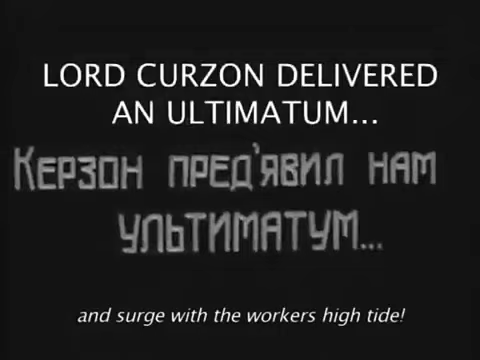 LORD CURZON DELIVERED
AN ULTIMATUM...
Керзон пред'явил нам
ультиматум...
and surge with the workers high tide!